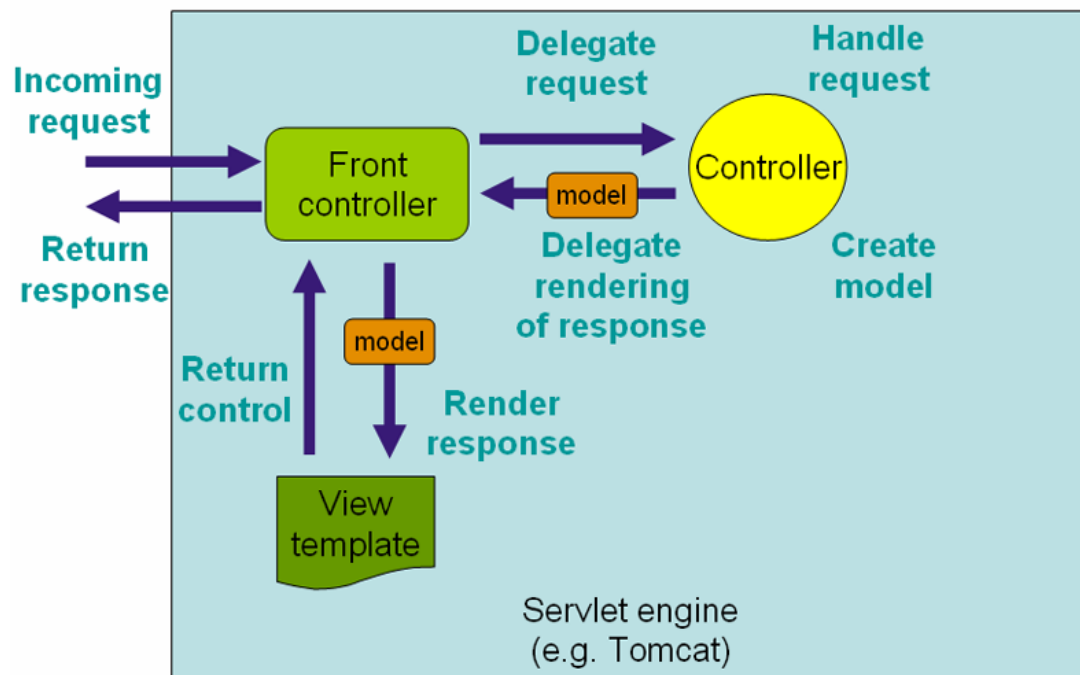 Incoming
request
Return
response
Front
controller
Delegate
request
Handle
request
Controller
model
Delegate
rendering
of response
Create
model
model
Return
control
Render
response
View
template
Servlet engine
(e.g. Tomcat)